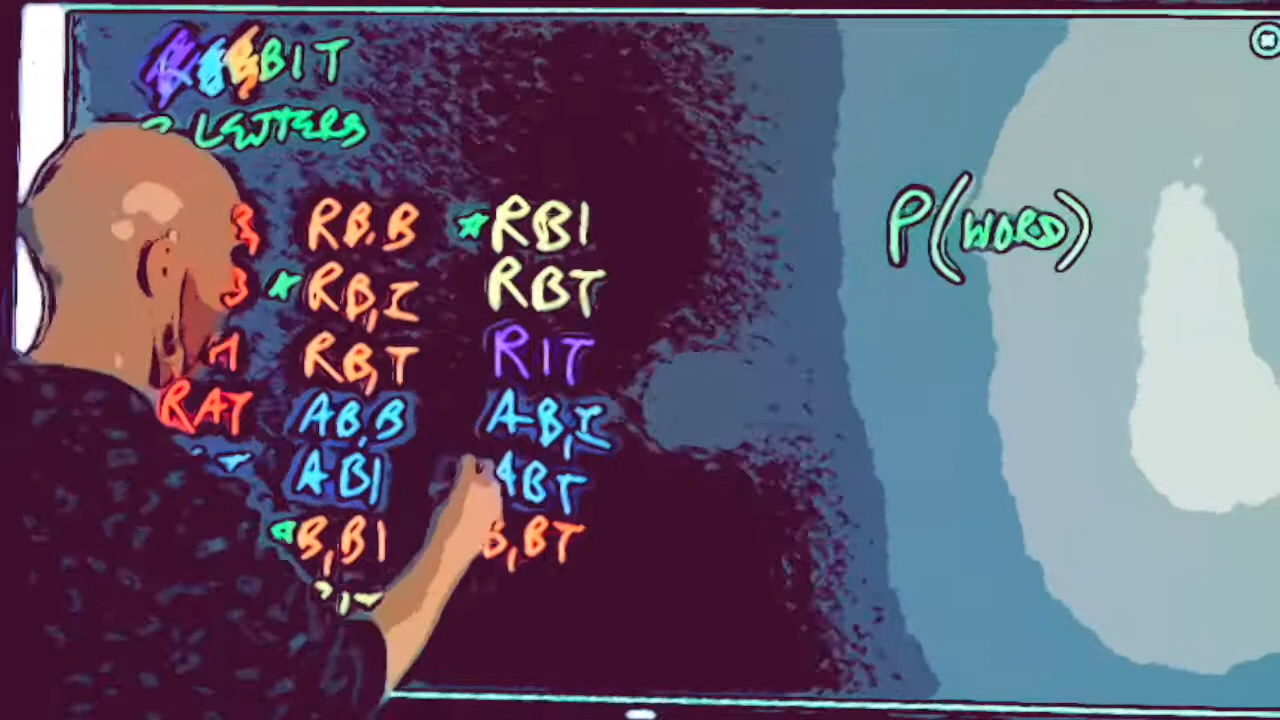 BIT
LETTERS
RB,B *RBI
*RB,I RBT
RB,T RIT
RAT AB,B AB,I
ABI ABT
*B,BI B,BT
P(WORD)